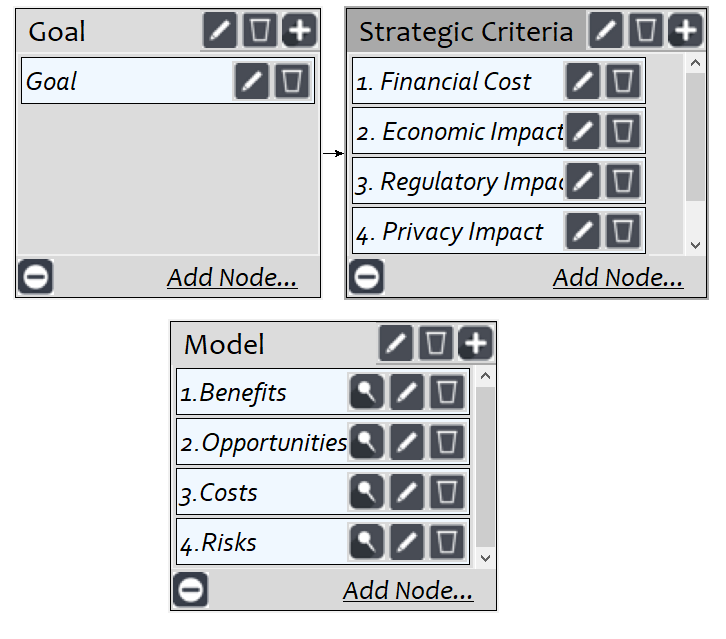 Goal
Goal
Add Node...
Strategic Criteria
1. Financial Cost
2. Economic Impact
3. Regulatory Impac
4. Privacy Impact
Add Node...
Model
1.Benefits
2.Opportunities
3.Costs
4.Risks
Add Node...